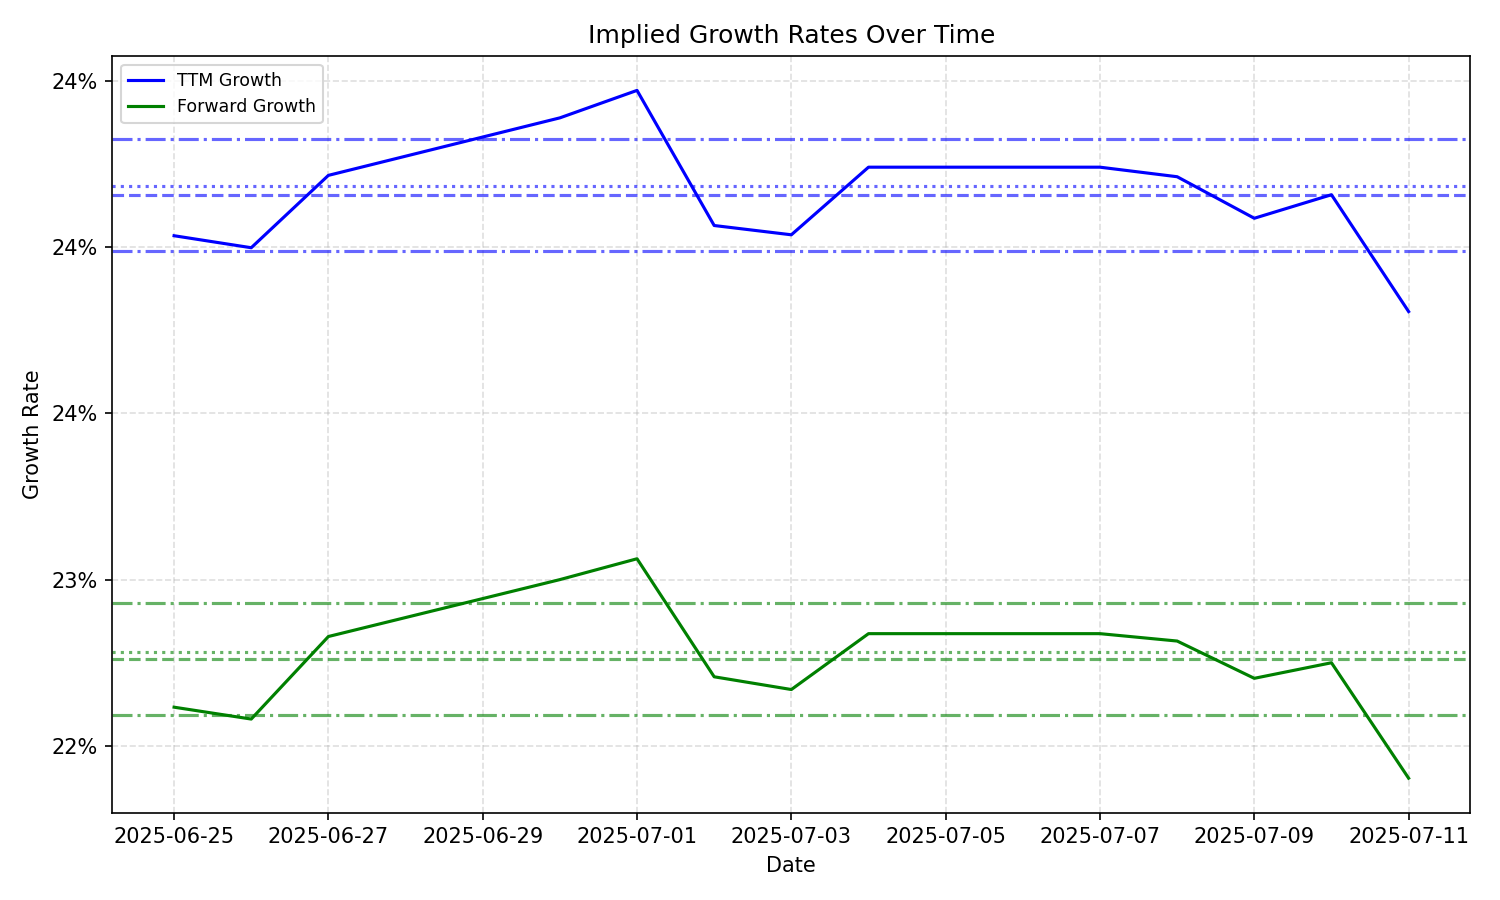 Implied Growth Rates Over Time
TTM Growth
Forward Growth
24%
24%
24%
23%
22%
Growth Rate
2025-06-25
2025-06-27
2025-06-29
2025-07-01
2025-07-03
2025-07-05
2025-07-07
2025-07-09
2025-07-11
Date